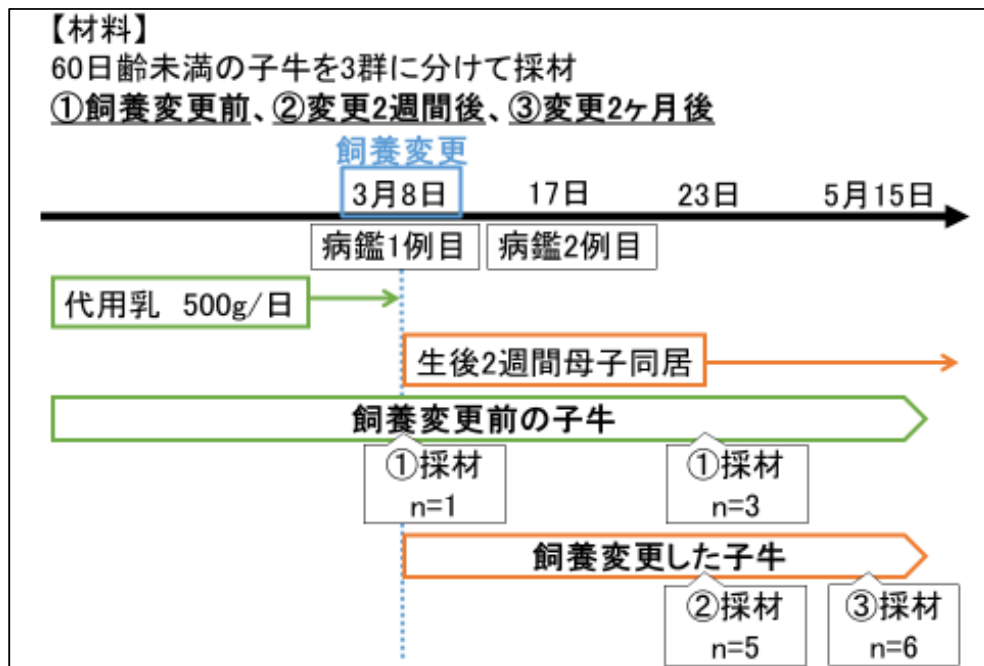 【材料】
60日齢未満の子牛を3群に分けて採材
①飼養変更前、②変更2週間後、③変更2ヶ月後
飼養変更
3月8日 17日 23日 5月15日
病鑑1例目 病鑑2例目
代用乳 500g/日
生後2週間母子同居
飼養変更前の子牛
①採材 ①採材
n=1 n=3
飼養変更した子牛
②採材 ③採材
n=5 n=6